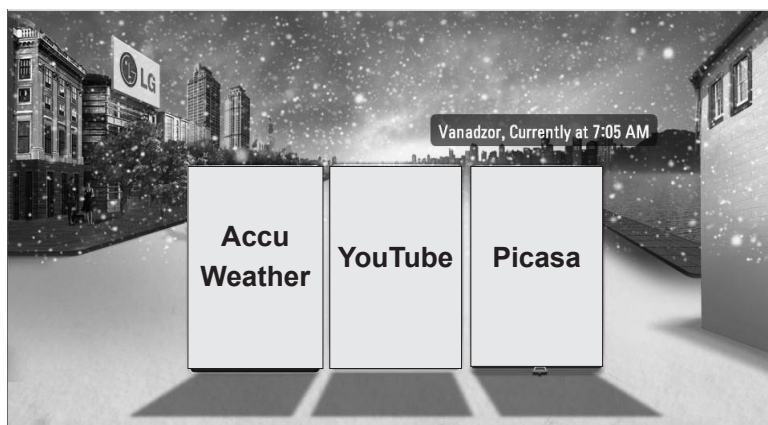 LG
Vanadzor, Currently at 7:05 AM
Accu
Weather
YouTube
Picasa